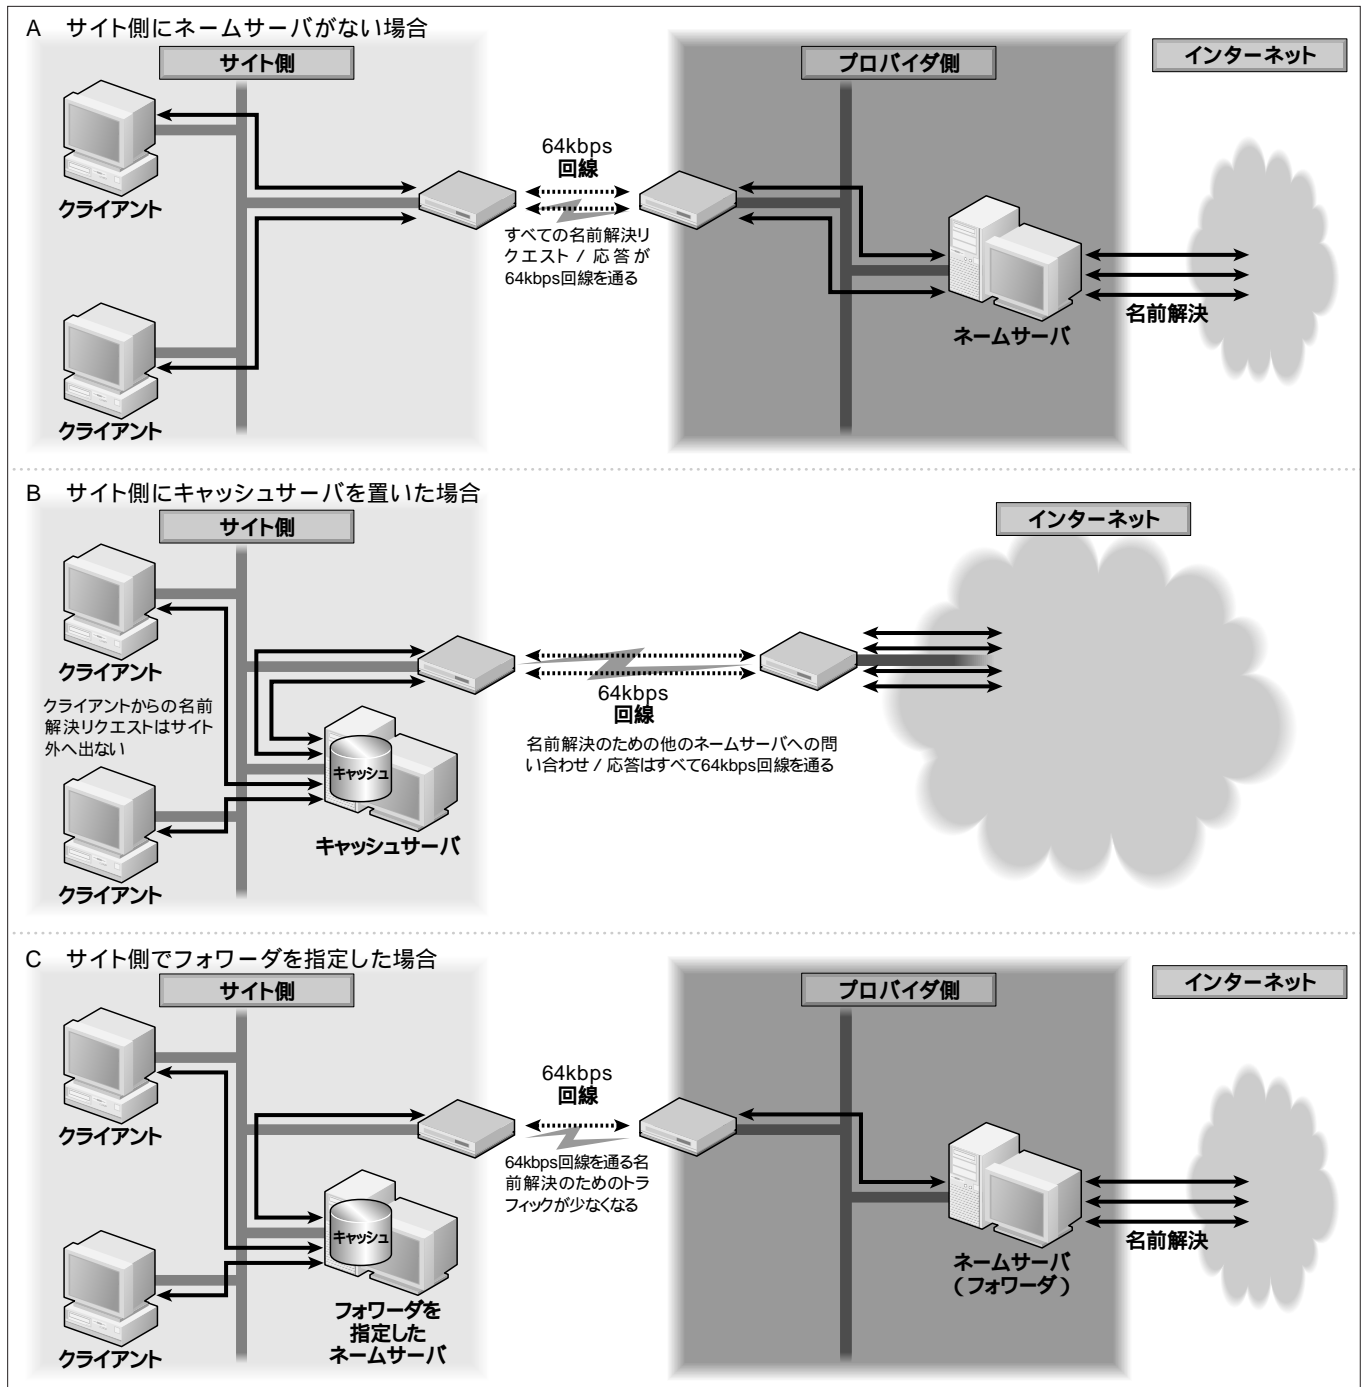 A　サイト側にネームサーバがない場合
サイト側
プロバイダ側
インターネット
クライアント
64kbps
回線
すべての名前解決リ
クエスト / 応答が
64kbps回線を通る
ネームサーバ
名前解決
クライアント
B　サイト側にキャッシュサーバを置いた場合
サイト側
インターネット
クライアント
クライアントからの名前
解決リクエストはサイト
外へ出ない
64kbps
回線
名前解決のための他のネームサーバへの問
い合わせ / 応答はすべて64kbps回線を通る
キャッシュ
キャッシュサーバ
クライアント
C　サイト側でフォワーダを指定した場合
サイト側
プロバイダ側
インターネット
クライアント
64kbps
回線
64kbps回線を通る名
前解決のためのトラ
フィックが少なくなる
キャッシュ
フォワーダを
指定した
ネームサーバ
ネームサーバ
（フォワーダ）
名前解決
クライアント